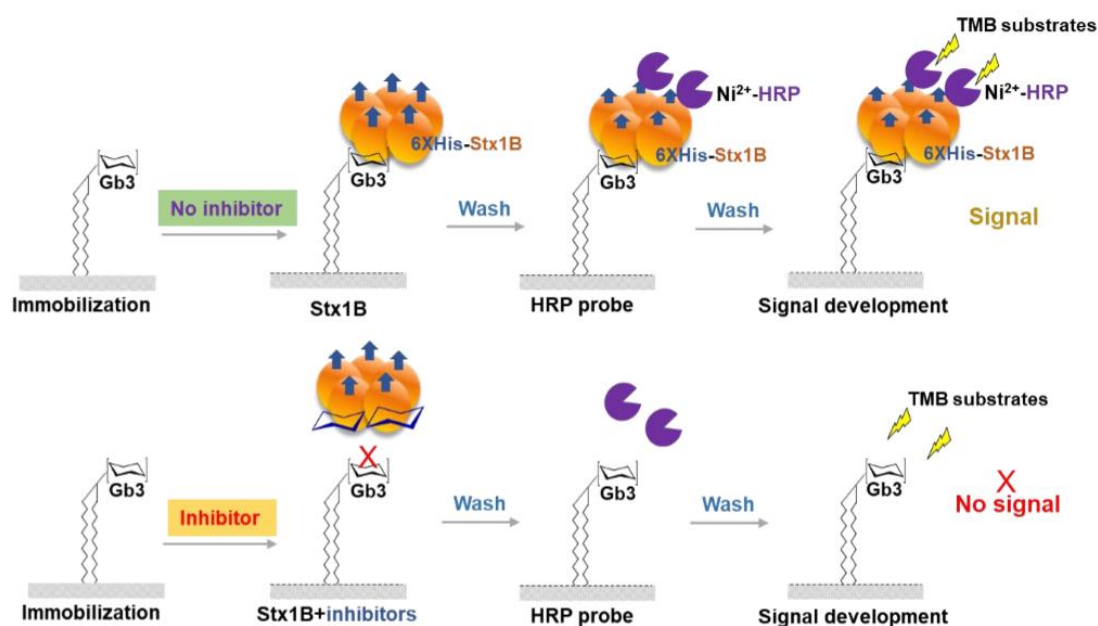 TMB substrates
Ni2+-HRP
Ni2+-HRP
6XHis-Stx1B
6XHis-Stx1B
6XHis-Stx1B
Gb3
Gb3
Gb3
Gb3
No inhibitor
Wash
Wash
Signal
Immobilization
Stx1B
HRP probe
Signal development
TMB substrates
X
Gb3
Gb3
Gb3
Gb3
X
No signal
Inhibitor
Wash
Wash
Immobilization
Stx1B+inhibitors
HRP probe
Signal development